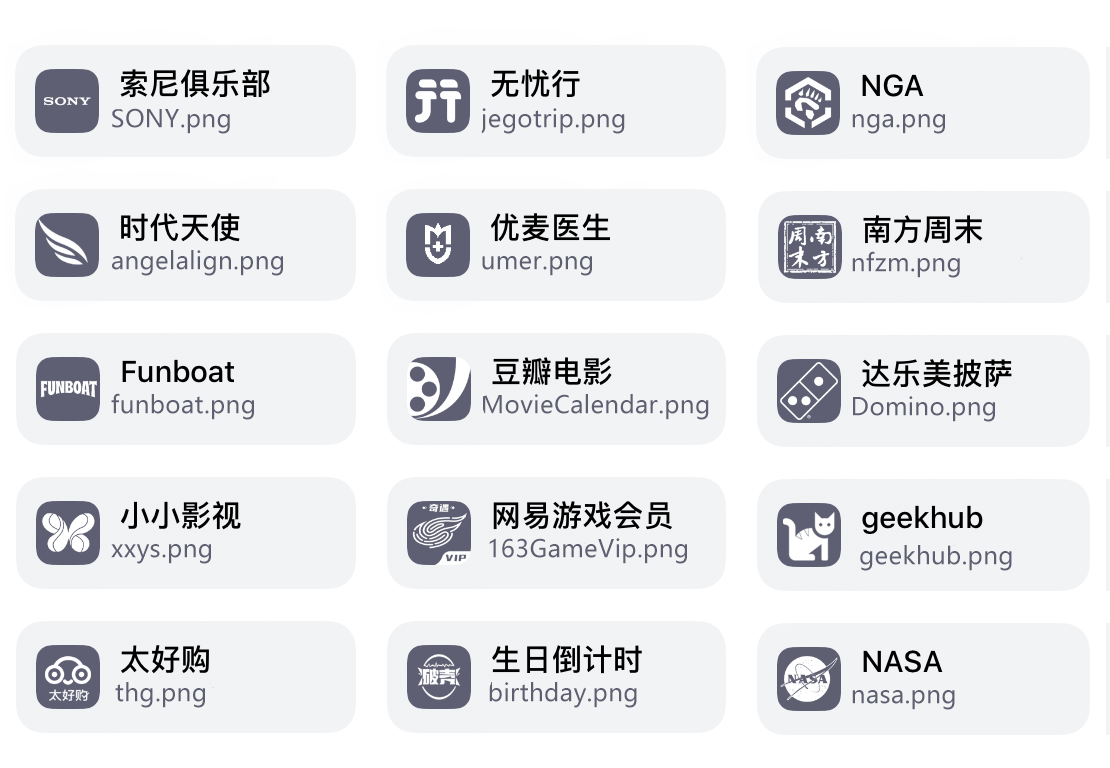 SONY
索尼俱乐部
SONY.png
无忧行
jegotrip.png
NGA
nga.png
时代天使
angelalign.png
优麦医生
umer.png
南方周末
南方周末
nfzm.png
FUNBOAT
Funboat
funboat.png
豆瓣电影
MovieCalendar.png
达乐美披萨
Domino.png
小小影视
xxys.png
奇遇
VIP
网易游戏会员
163GameVip.png
geekhub
geekhub.png
太好购
太好购
thg.png
破壳
生日倒计时
birthday.png
NASA
NASA
nasa.png